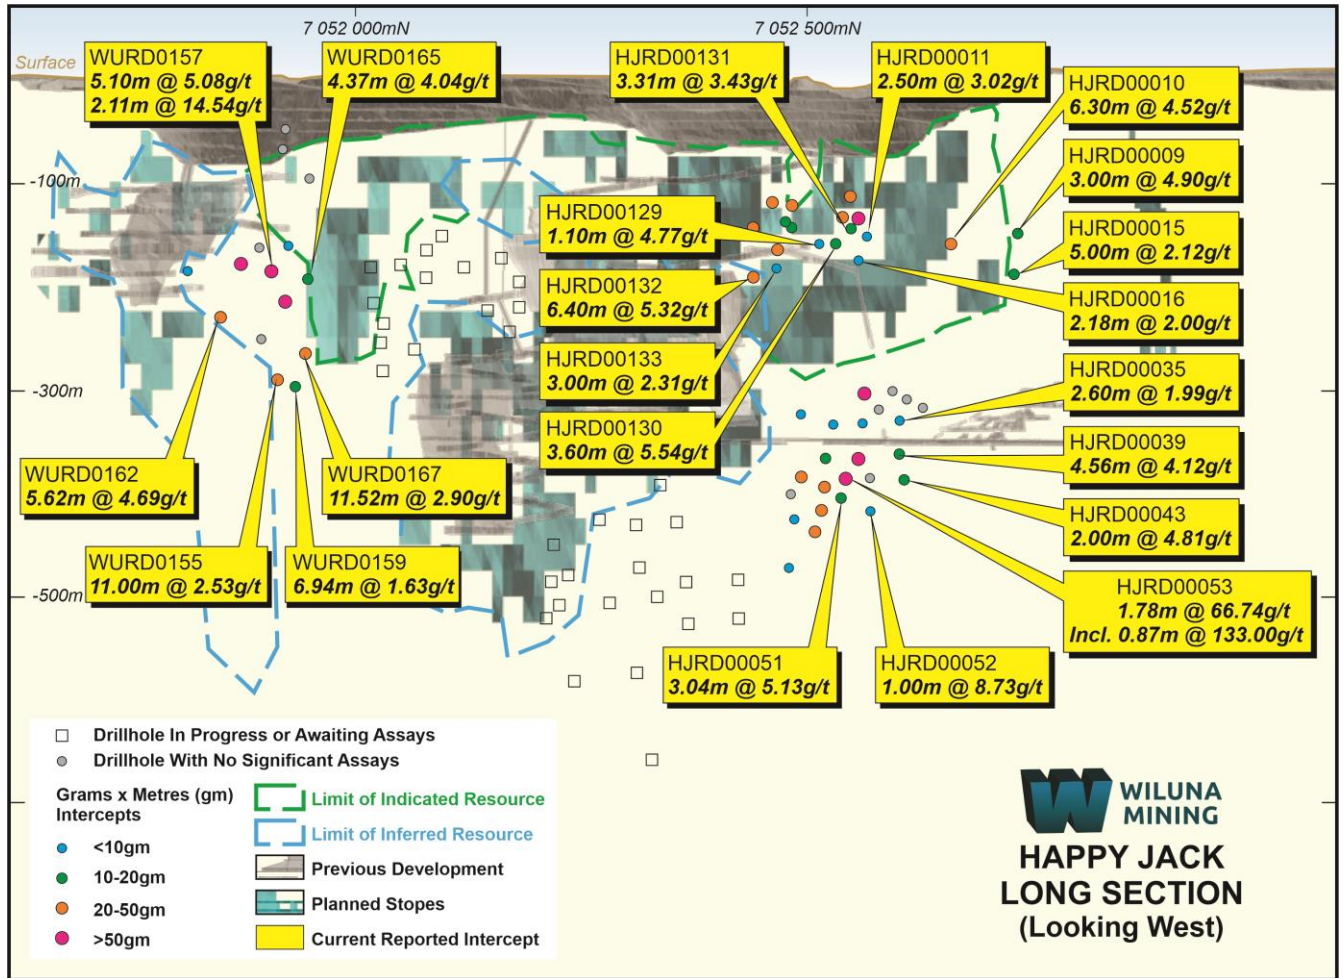 7 052 000mN
7 052 500mN
Surface
WURD0157
5.10m @ 5.08g/t
2.11m @ 14.54g/t
WURD0165
4.37m @ 4.04g/t
HJRD00131
3.31m @ 3.43g/t
HJRD00011
2.50m @ 3.02g/t
HJRD00010
6.30m @ 4.52g/t
HJRD00009
3.00m @ 4.90g/t
-100m
HJRD00129
1.10m @ 4.77g/t
HJRD00015
5.00m @ 2.12g/t
HJRD00132
6.40m @ 5.32g/t
HJRD00016
2.18m @ 2.00g/t
HJRD00133
3.00m @ 2.31g/t
HJRD00035
2.60m @ 1.99g/t
-300m
HJRD00130
3.60m @ 5.54g/t
HJRD00039
4.56m @ 4.12g/t
WURD0162
5.62m @ 4.69g/t
WURD0167
11.52m @ 2.90g/t
HJRD00043
2.00m @ 4.81g/t
WURD0155
11.00m @ 2.53g/t
WURD0159
6.94m @ 1.63g/t
-500m
HJRD00053
1.78m @ 66.74g/t
Incl. 0.87m @ 133.00g/t
HJRD00051
3.04m @ 5.13g/t
HJRD00052
1.00m @ 8.73g/t
Drillhole In Progress or Awaiting Assays
Drillhole With No Significant Assays
Grams x Metres (gm)
Intercepts
<10gm
10-20gm
20-50gm
>50gm
Limit of Indicated Resource
Limit of Inferred Resource
Previous Development
Planned Stopes
Current Reported Intercept
WILUNA
MINING
HAPPY JACK
LONG SECTION
(Looking West)